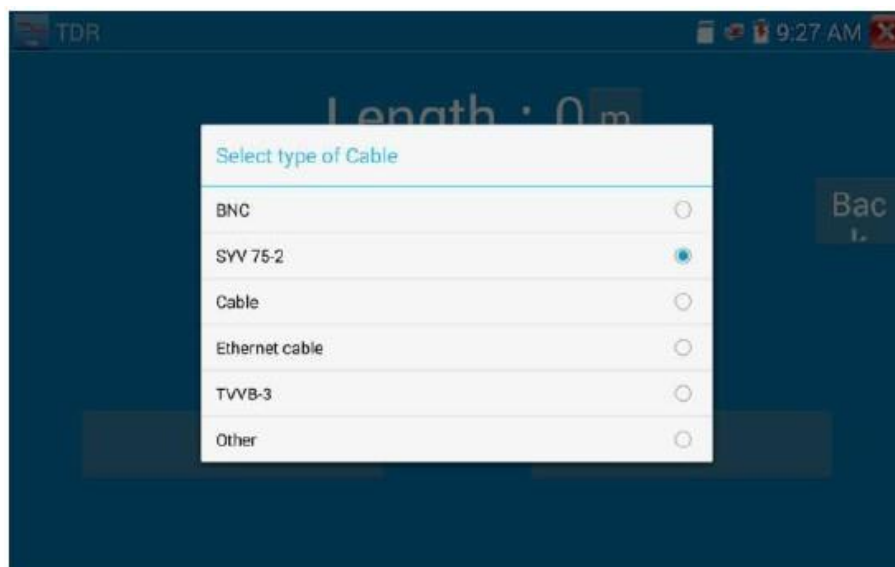 TDR
9:27 AM
Length : 0 m
Select type of Cable
BNC
SYV 75-2
Back
Cable
Ethernet cable
TVVB-3
Other